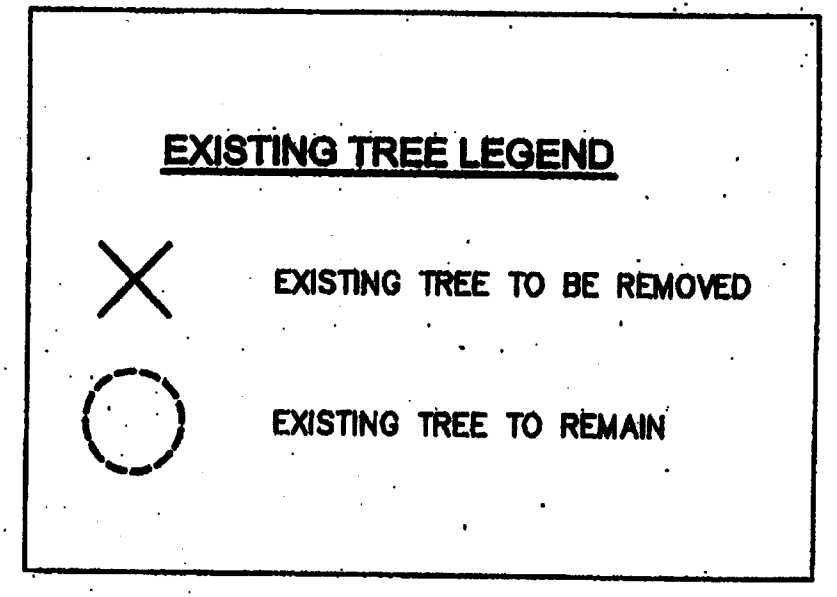 EXISTING TREE LEGEND
EXISTING TREE TO BE REMOVED
EXISTING TREE TO REMAIN